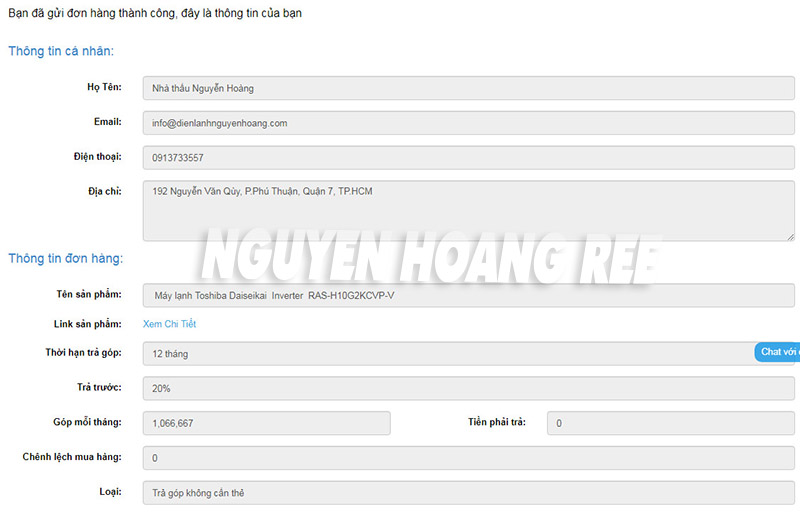 Bạn đã gửi đơn hàng thành công, đây là thông tin của bạn
Thông tin cá nhân:
Họ Tên: Nhà thầu Nguyễn Hoàng
Email: info@dienlanhnguyenhoang.com
Điện thoại: 0913733557
Địa chỉ: 192 Nguyễn Văn Qùy, P.Phú Thuận, Quận 7, TP.HCM
NGUYEN HOANG REE
Thông tin đơn hàng:
Tên sản phẩm: Máy lạnh Toshiba Daiseikai Inverter RAS-H10G2KCVP-V
Link sản phẩm: Xem Chi Tiết
Thời hạn trả góp: 12 tháng
Chat với
Trả trước: 20%
Góp mỗi tháng: 1,066,667 Tiền phải trả: 0
Chênh lệch mua hàng: 0
Loại: Trả góp không cần thẻ